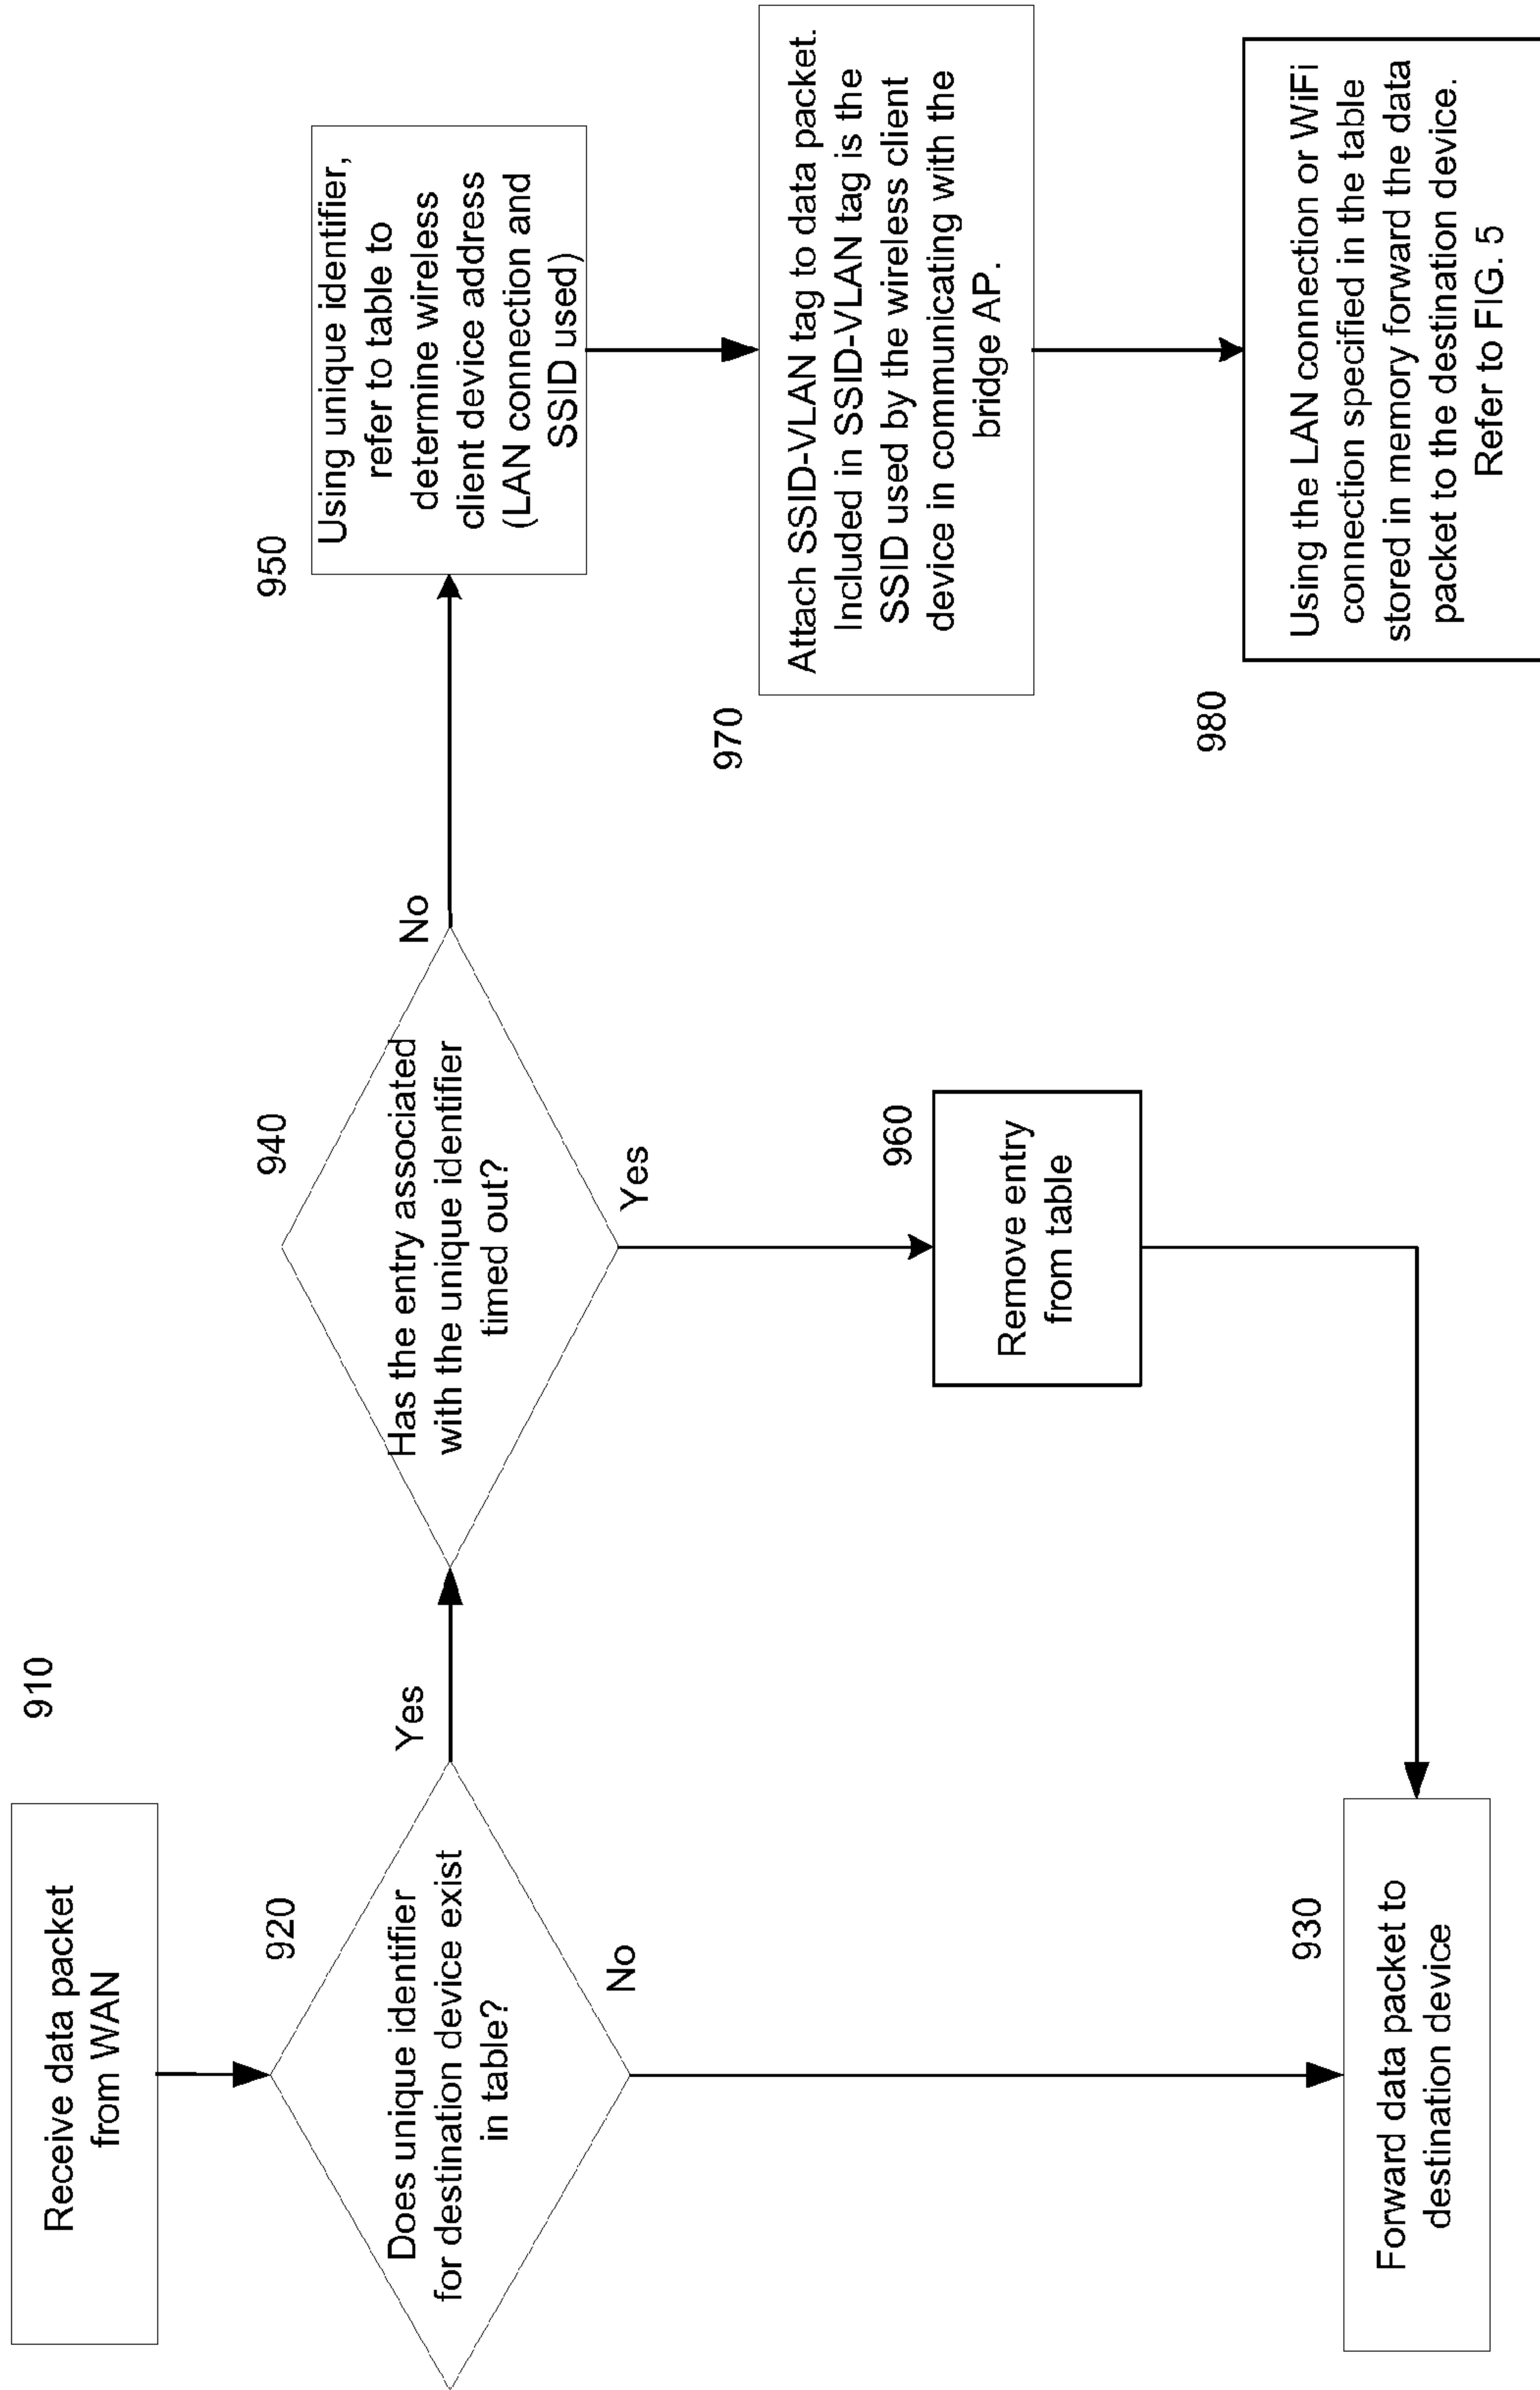 910
Receive data packet
from WAN
920
Does unique identifier
for destination device exist
in table?
Yes
No
930
Forward data packet to
destination device
940
Has the entry associated
with the unique identifier
timed out?
No
Yes
960
Remove entry
from table
950
Using unique identifier,
refer to table to
determine wireless
client device address
(LAN connection and
SSID used)
970
Attach SSID-VLAN tag to data packet.
Included in SSID-VLAN tag is the
SSID used by the wireless client
device in communicating with the
bridge AP.
980
Using the LAN connection or WiFi
connection specified in the table
stored in memory forward the data
packet to the destination device.
Refer to FIG. 5